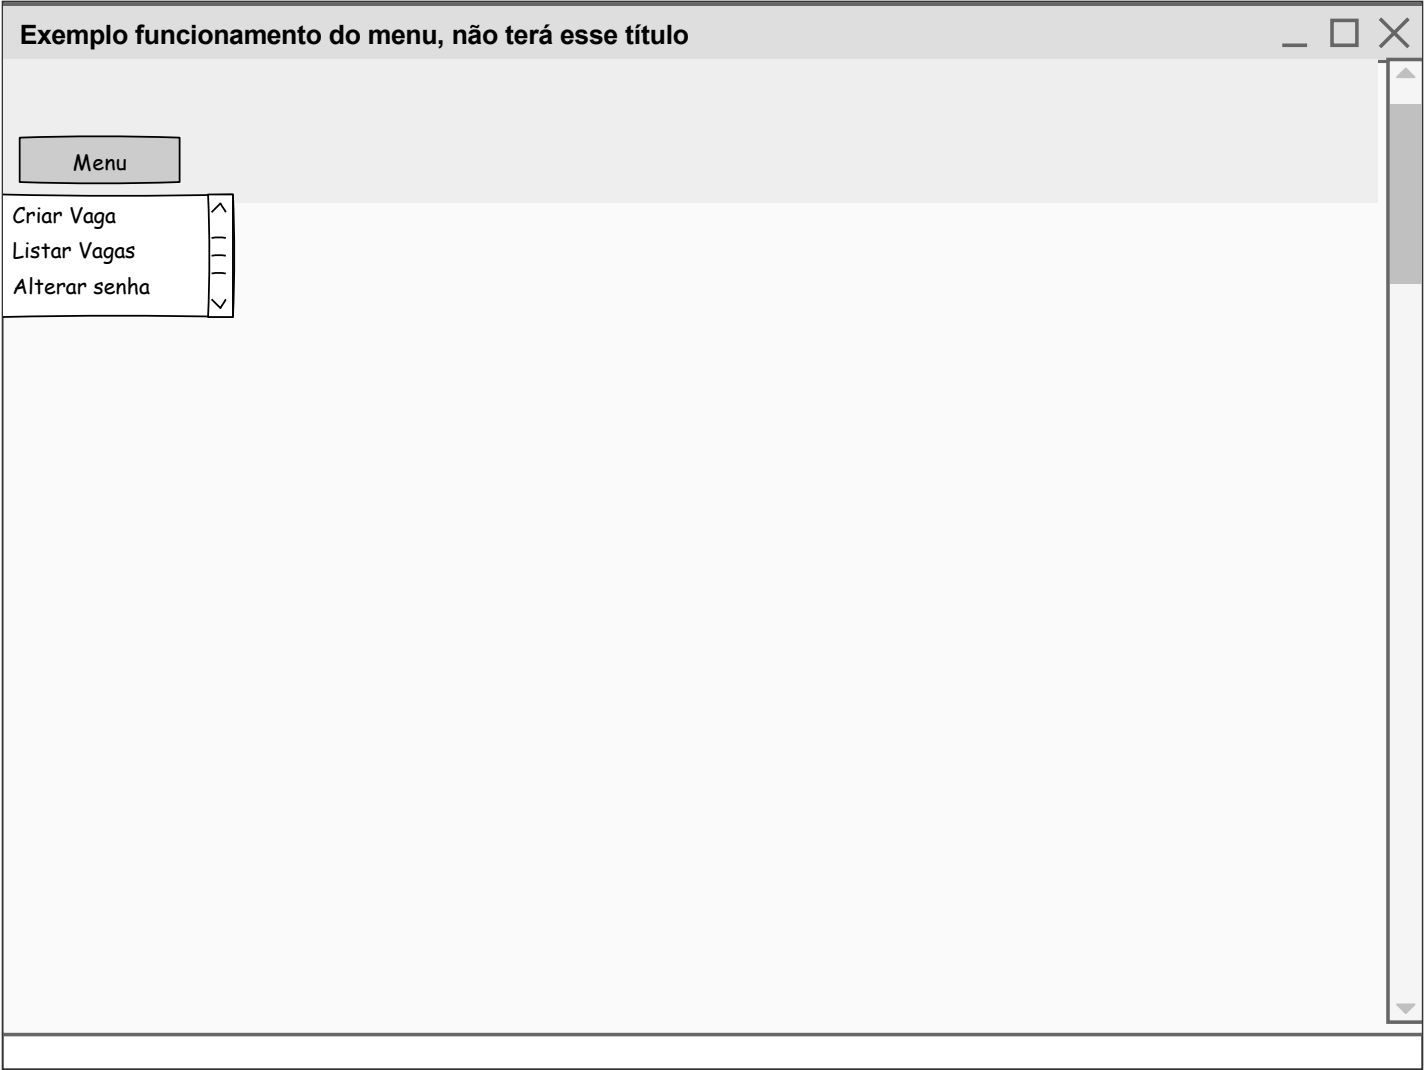 Exemplo funcionamento do menu, não terá esse título
Menu
Criar Vaga
Listar Vagas
Alterar senha